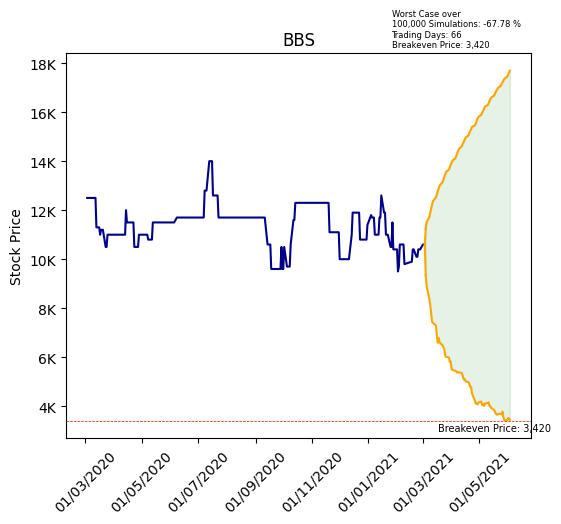 Worst Case over
100,000 Simulations: -67.78 %
Trading Days: 66
Breakeven Price: 3,420
BBS
Stock Price
18K
16K
14K
12K
10K
8K
6K
4K
Breakeven Price: 3,420
01/03/2020
01/05/2020
01/07/2020
01/09/2020
01/11/2020
01/01/2021
01/03/2021
01/05/2021